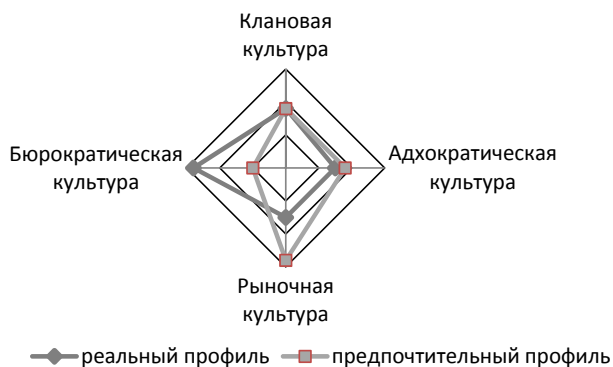 Клановая
культура
Бюрократическая
культура
Адхократическая
культура
Рыночная
культура
реальный профиль
предпочтительный профиль